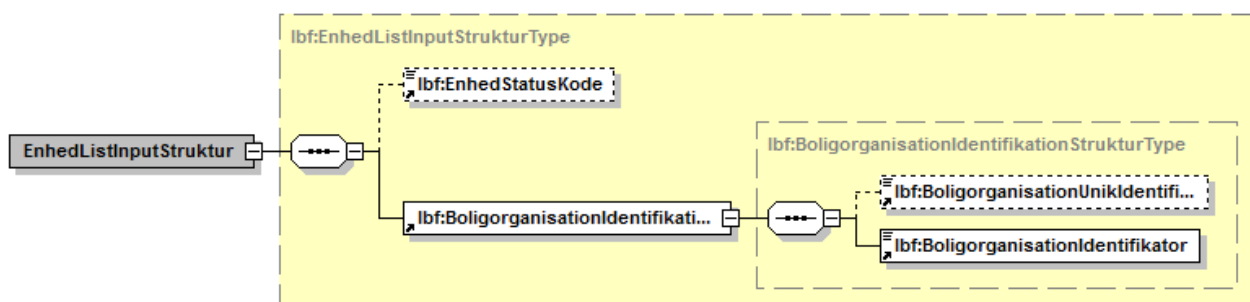 lbf:EnhedListInputStrukturType
lbf:EnhedStatusKode
EnhedListInputStruktur
lbf:BoligorganisationIdentifikationStrukturType
lbf:BoligorganisationUnikIdentifi...
lbf:BoligorganisationIdentifikati...
lbf:BoligorganisationIdentifikator